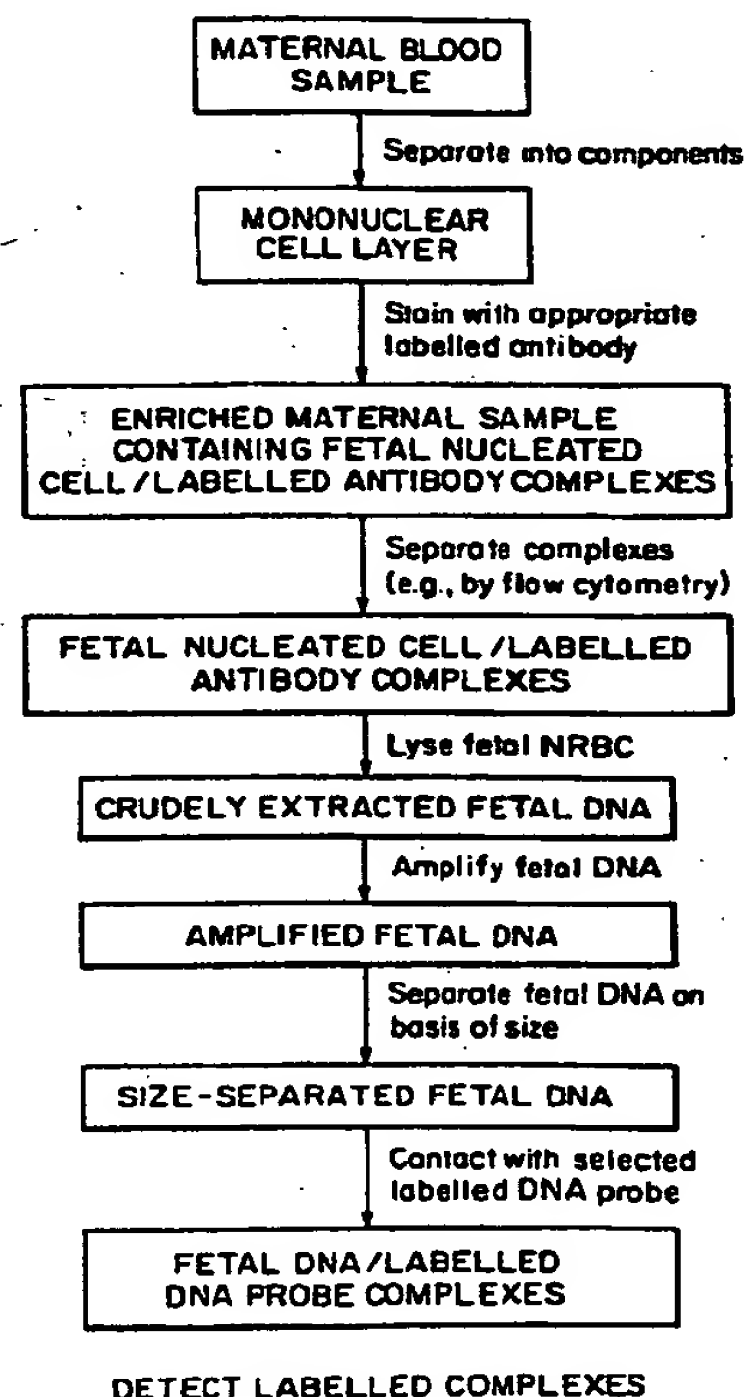 MATERNAL BLOOD
SAMPLE
Separate into components
MONONUCLEAR
CELL LAYER
Stain with appropriate
labelled antibody
ENRICHED MATERNAL SAMPLE
CONTAINING FETAL NUCLEATED
CELL/LABELLED ANTIBODY COMPLEXES
Separate complexes
(e.g., by flow cytometry)
FETAL NUCLEATED CELL/LABELLED
ANTIBODY COMPLEXES
Lyse fetal NRBC
CRUDELY EXTRACTED FETAL DNA
Amplify fetal DNA
AMPLIFIED FETAL DNA
Separate fetal DNA on
basis of size
SIZE-SEPARATED FETAL DNA
Contact with selected
labelled DNA probe
FETAL DNA/LABELLED
DNA PROBE COMPLEXES
DETECT LABELLED COMPLEXES